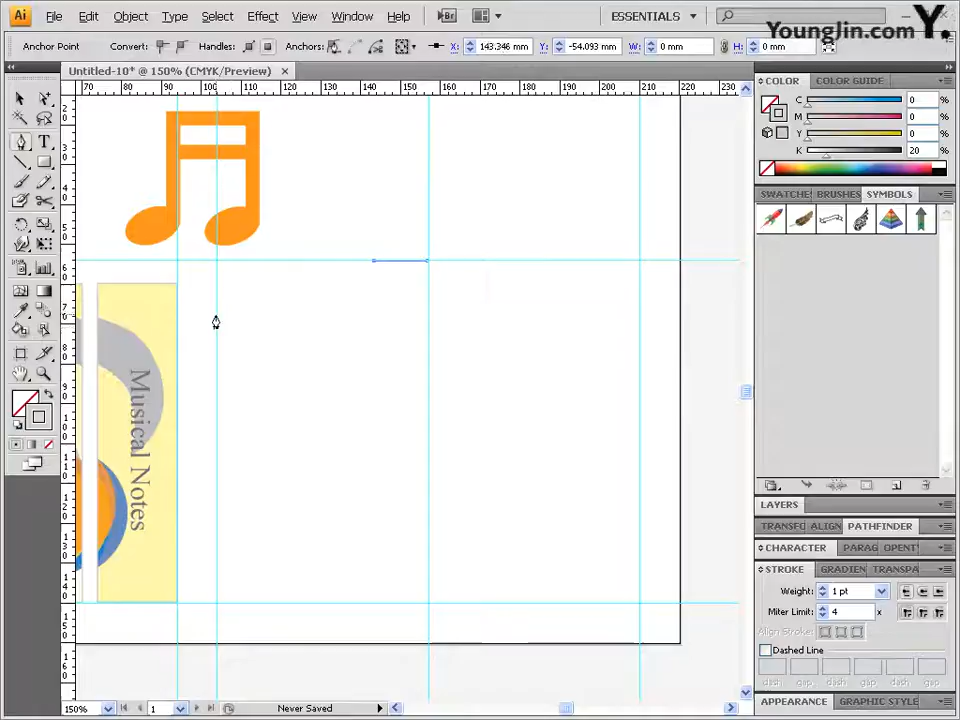 Ai File Edit Object Type Select Effect View Window Help Br ESSENTIALS
YoungJin.com Y.
Anchor Point Convert: Handles: Anchors: X: 143.346 mm Y: -54.093 mm W: 0 mm H: 0 mm
Untitled-10* @ 150% (CMYK/Preview)
70 80 90 100 110 120 130 140 150 160 170 180 190 200 210 220 230
COLOR COLOR GUIDE
C 0 %
M 0 %
Y 0 %
K 20 %
SWATCHE BRUSHES SYMBOLS
Musical Notes
LAYERS
TRANSFO ALIGN PATHFINDER
CHARACTER PARAG OPENT
STROKE GRADIEN TRANSPA
Weight: 1 pt
Miter Limit: 4 x
Align Stroke:
Dashed Line
dash gap dash gap dash gap
APPEARANCE GRAPHIC STYLE
150% 1 Never Saved